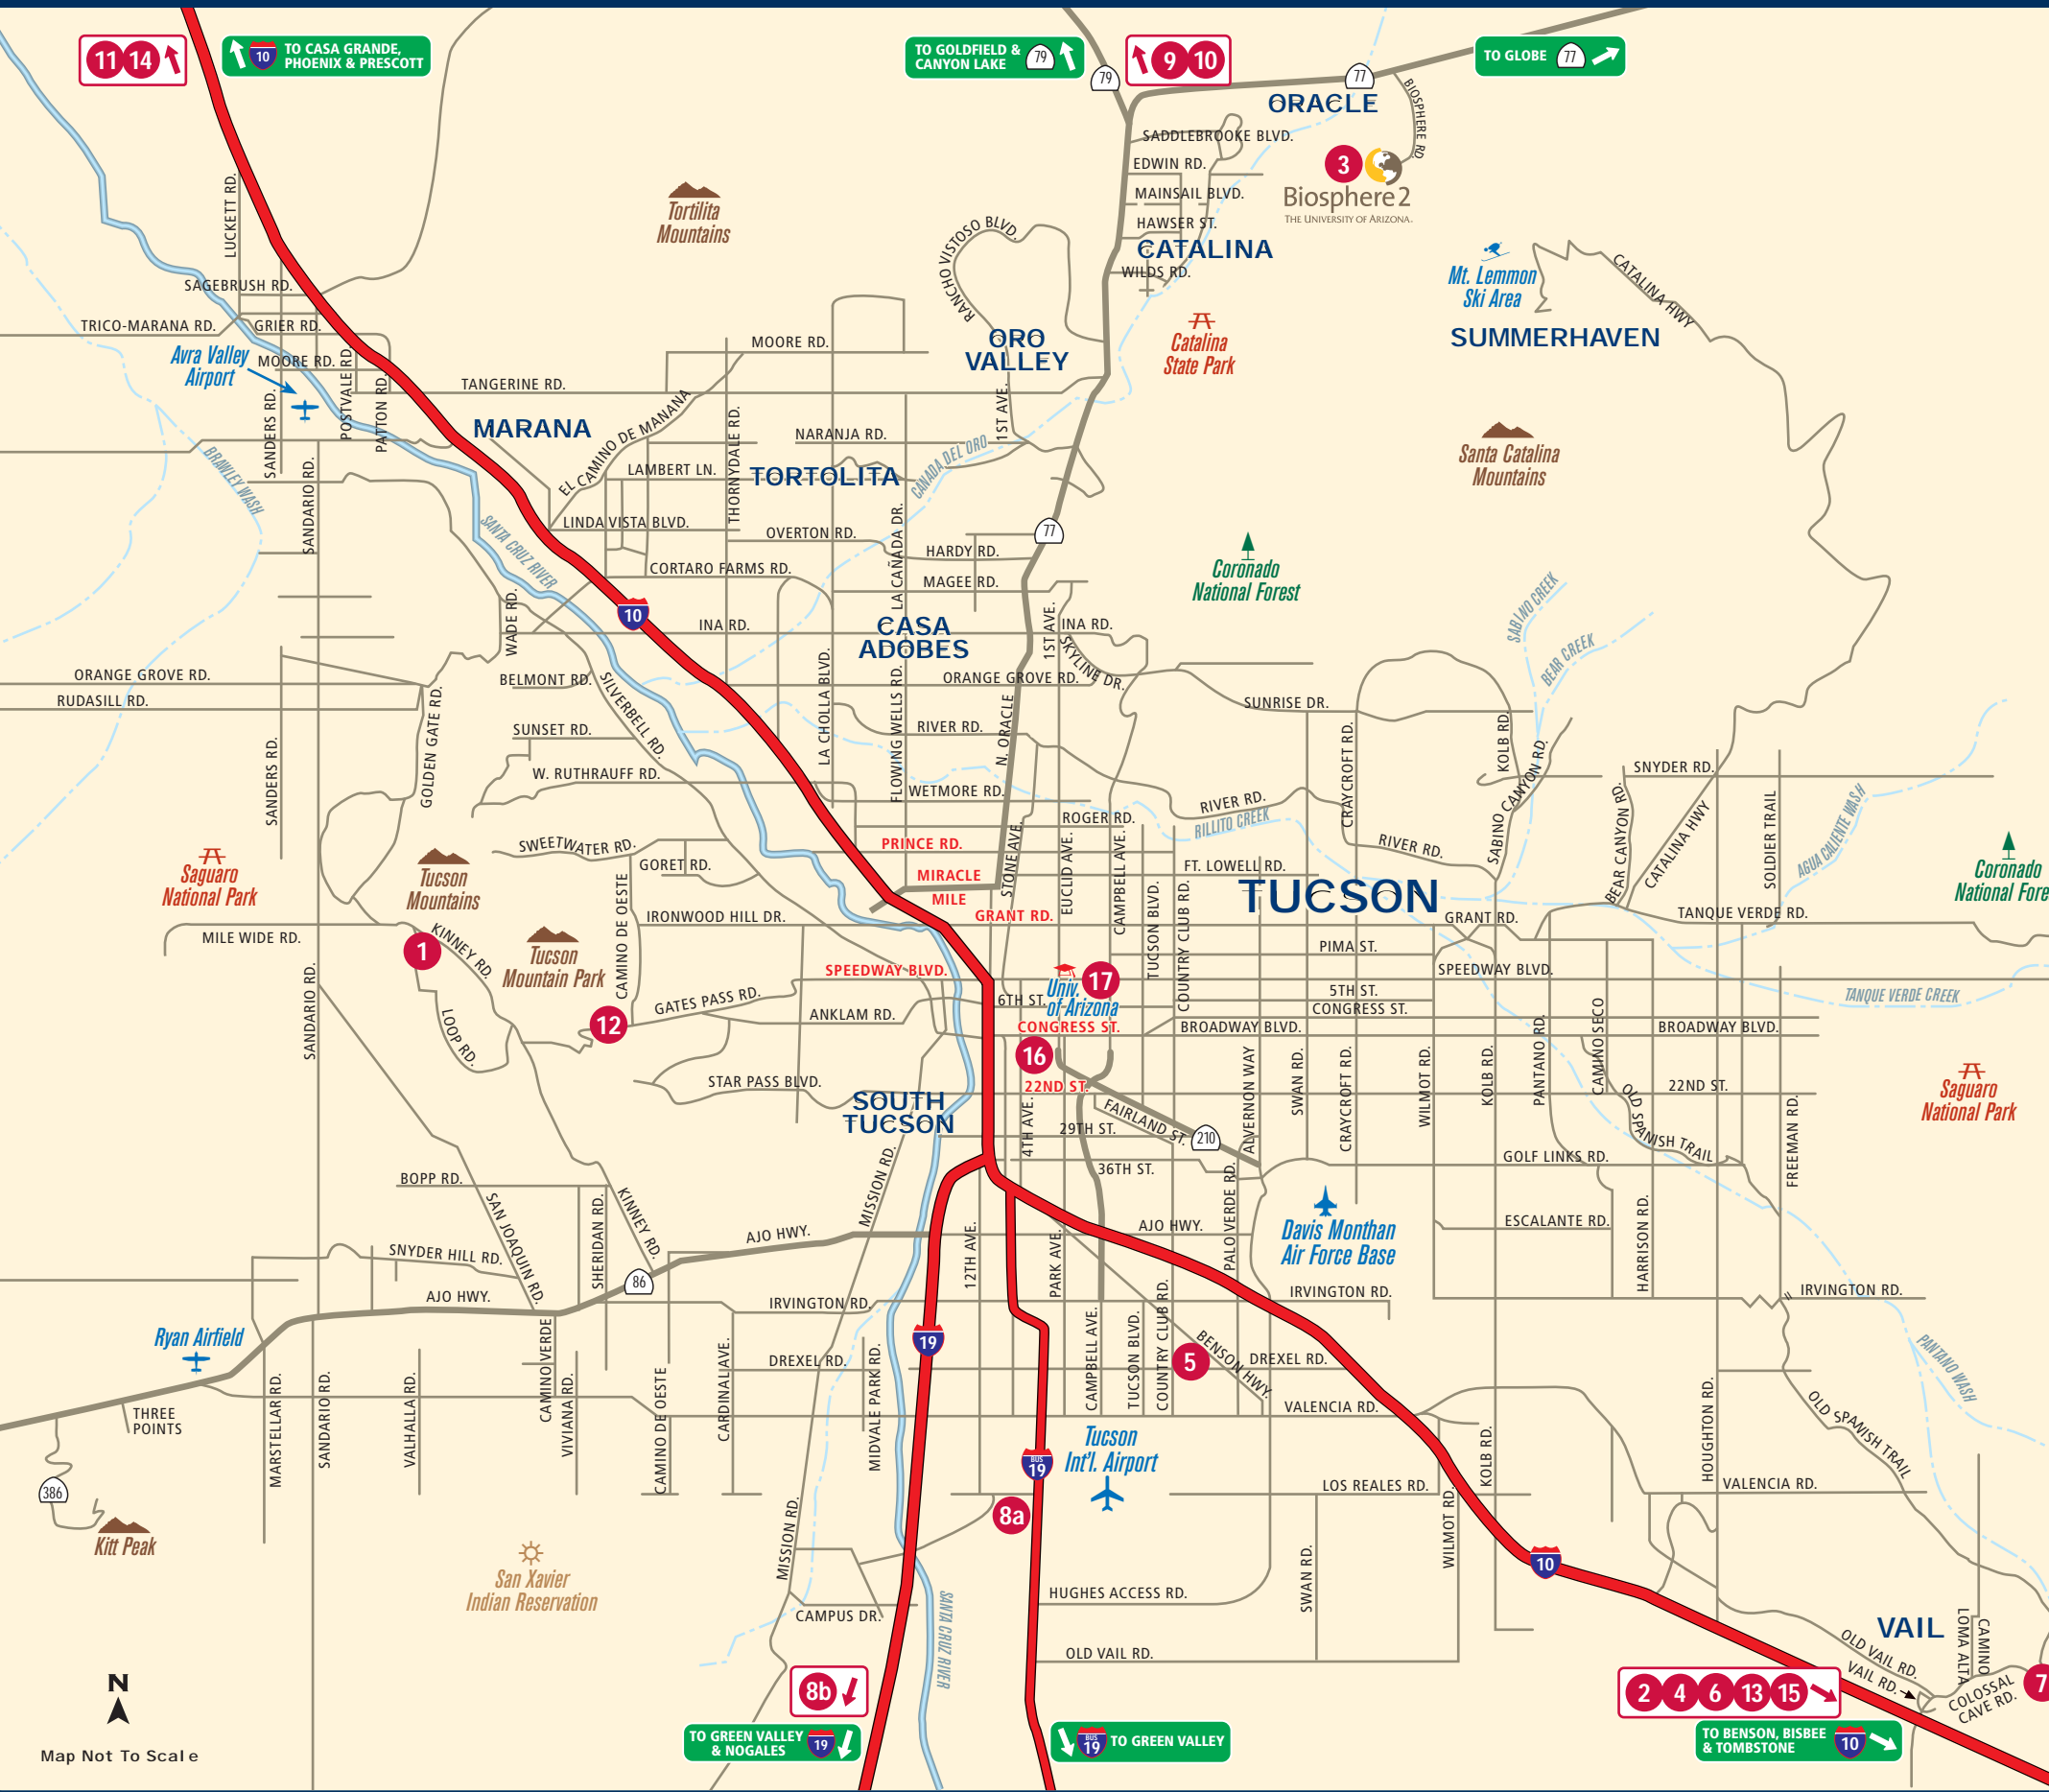 11 14
10
TO CASA GRANDE,
PHOENIX & PRESCOTT
TO GOLDFIELD &
CANYON LAKE
79
79
9 10
77
TO GLOBE 77
ORACLE
BIOSPHERE RD.
SADDLEBROOKE BLVD.
EDWIN RD.
3
Biosphere 2
THE UNIVERSITY OF ARIZONA.
MAINSAIL BLVD.
HAWSER ST.
CATALINA
WILDS RD.
LUCKETT RD.
Tortilita
Mountains
RANCHO VISTOSO BLVD.
Mt. Lemmon
Ski Area
CATALINA HWY
SUMMERHAVEN
SAGEBRUSH RD.
TRICO-MARANA RD.
GRIER RD.
Avra Valley
Airport
MOORE RD.
MOORE RD.
ORO
VALLEY
Catalina
State Park
SANDERS RD.
POSTVALE RD.
PATTON RD.
TANGERINE RD.
MARANA
EL CAMINO DE MANANA
THORNYDALE RD.
NARANJA RD.
1ST AVE.
CANADA DEL ORO
Santa Catalina
Mountains
BRAWLEY WASH
SANDARIO RD.
LAMBERT LN.
TORTOLITA
SANTA CRUZ RIVER
LINDA VISTA BLVD.
OVERTON RD.
LA CAÑADA DR.
HARDY RD.
77
CORTARO FARMS RD.
MAGEE RD.
Coronado
National Forest
SABINO CREEK
BEAR CREEK
10
WADE RD.
INA RD.
CASA
ADOBES
1ST AVE.
INA RD.
SKYLINE DR.
ORANGE GROVE RD.
RUDASILL RD.
BELMONT RD.
SILVERBELL RD.
ORANGE GROVE RD.
SUNRISE DR.
GOLDEN GATE RD.
SANDERS RD.
SUNSET RD.
LA CHOLLA BLVD.
FLOWING WELLS RD.
RIVER RD.
N. ORACLE
CRAYCROFT RD.
KOLB RD.
SABINO CANYON RD.
SNYDER RD.
W. RUTHRAUFF RD.
WETMORE RD.
RIVER RD.
RILLITO CREEK
ROGER RD.
BEAR CANYON RD.
CATALINA HWY
SOLDIER TRAIL
AGUA CALIENTE WASH
Saguaro
National Park
Tucson
Mountains
SWEETWATER RD.
GORET RD.
PRINCE RD.
STONE AVE.
EUCLID AVE.
CAMPBELL AVE.
FT. LOWELL RD.
RIVER RD.
Coronado
National Fore
MIRACLE
MILE
TUCSON
MILE WIDE RD.
1
KINNEY RD.
CAMINO DE OESTE
IRONWOOD HILL DR.
GRANT RD.
TUCSON BLVD.
COUNTRY CLUB RD.
GRANT RD.
TANQUE VERDE RD.
Tucson
Mountain Park
PIMA ST.
SPEEDWAY BLVD.
SPEEDWAY BLVD.
17
Univ.
of Arizona
6TH ST.
5TH ST.
TANQUE VERDE CREEK
SANDARIO RD.
LOOP RD.
12
GATES PASS RD.
ANKLAM RD.
CONGRESS ST.
CONGRESS ST.
BROADWAY BLVD.
BROADWAY BLVD.
16
CAMINO SECO
PANTANO RD.
STAR PASS BLVD.
22ND ST.
22ND ST.
SOUTH
TUCSON
4TH AVE.
29TH ST.
FAIRLAND ST.
210
ALVERNON WAY
SWAN RD.
CRAYCROFT RD.
WILMOT RD.
KOLB RD.
OLD SPANISH TRAIL
FREEMAN RD.
Saguaro
National Park
36TH ST.
GOLF LINKS RD.
BOPP RD.
SAN JOAQUIN RD.
SHERIDAN RD.
KINNEY RD.
MISSION RD.
AJO HWY.
AJO HWY.
PALO VERDE RD.
Davis Monthan
Air Force Base
ESCALANTE RD.
HARRISON RD.
SNYDER HILL RD.
86
12TH AVE.
PARK AVE.
AJO HWY.
IRVINGTON RD.
IRVINGTON RD.
IRVINGTON RD.
PANTANO WASH
Ryan Airfield
19
CAMINO VERDE
CARDINAL AVE.
DREXEL RD.
MIDVALE PARK RD.
CAMPBELL AVE.
TUCSON BLVD.
COUNTRY CLUB RD.
5
BENSON HWY.
DREXEL RD.
THREE
POINTS
MARSTELLAR RD.
SANDARIO RD.
VALHALLA RD.
VIVIANA RD.
CAMINO DE OESTE
VALENCIA RD.
OLD SPANISH TRAIL
HOUGHTON RD.
386
Kitt Peak
BUS
19
Tucson
Int'l. Airport
8a
LOS REALES RD.
KOLB RD.
VALENCIA RD.
San Xavier
Indian Reservation
MISSION RD.
CAMPUS DR.
SANTA CRUZ RIVER
HUGHES ACCESS RD.
SWAN RD.
WILMOT RD.
10
OLD VAIL RD.
VAIL
OLD VAIL RD.
VAIL RD.
LOMA ALTA
CAMINO
COLOSSAL
CAVE RD.
7
N
Map Not To Scale
8b
TO GREEN VALLEY
& NOGALES
19
BUS
19
TO GREEN VALLEY
2 4 6 13 15
TO BENSON, BISBEE
& TOMBSTONE
10